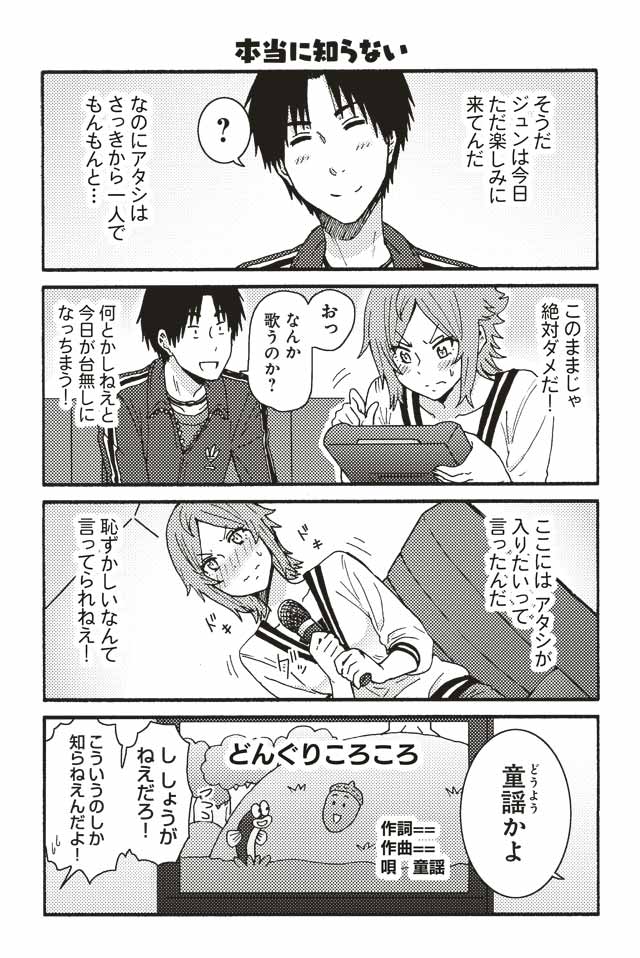 本当に知らない
そうだ
ジュンは今日
ただ楽しみに
来てんだ
?
なのにアタシは
さっきから一人で
もんもんと…
このままじゃ
絶対ダメだ!
おっ
なんか
歌うのか?
何とかしねえと
今日が台無しに
なっちまう!
ここには アタシが
入りたいって
言ったんだ
ドキ
ドキ
恥ずかしいなんて
言ってられねえ!
童謡かよ
どうよう
どんぐりころころ
作詞==
作曲==
唄 童謡
し しょうが
ねえだろ!
こういうのしか
知らねえんだよ!